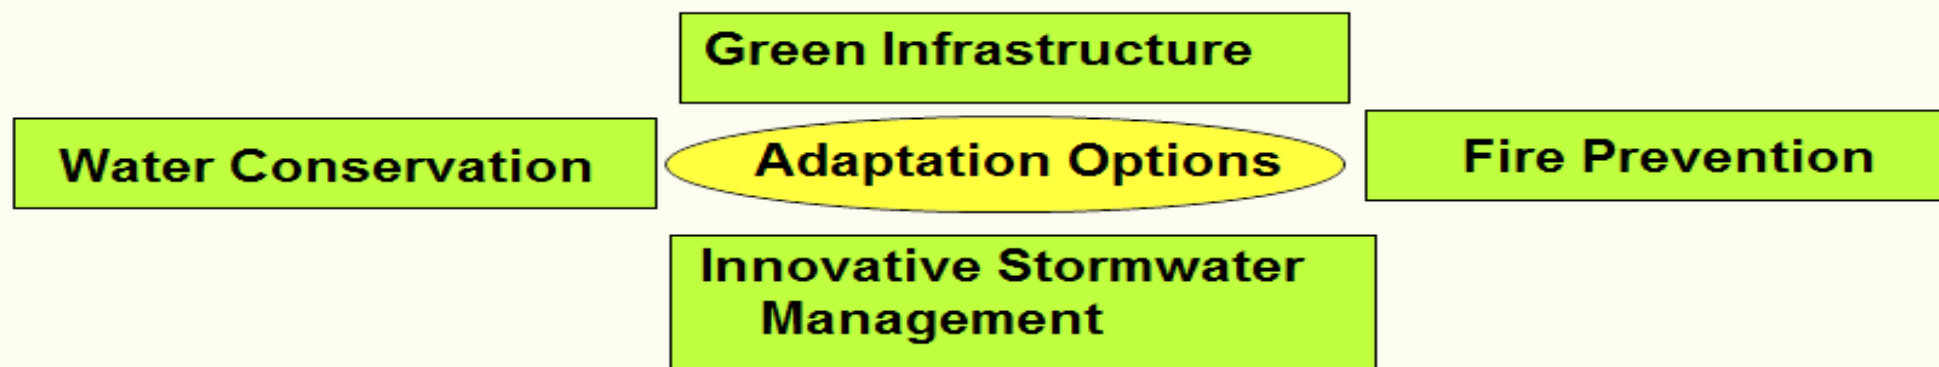 Green Infrastructure
Water Conservation
Adaptation Options
Fire Prevention
Innovative Stormwater
Management